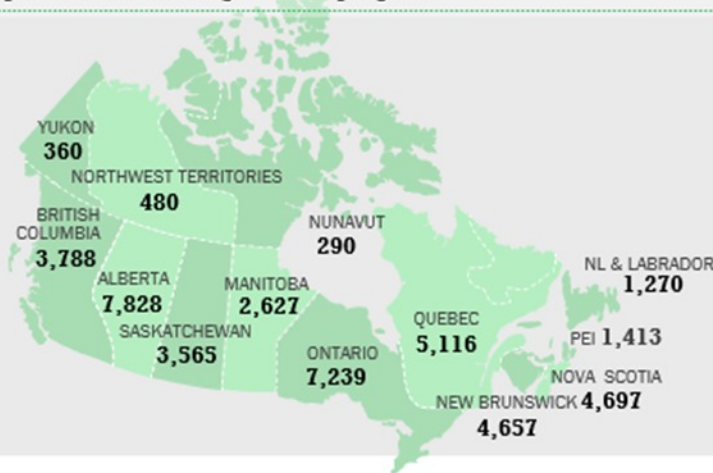 YUKON
360
NORTHWEST TERRITORIES
480
BRITISH
COLUMBIA
3,788
NUNAVUT
290
ALBERTA
7,828
MANITOBA
2,627
SASKATCHEWAN
3,565
ONTARIO
7,239
QUEBEC
5,116
NL & LABRADOR
1,270
PEI 1,413
NOVA SCOTIA
4,697
NEW BRUNSWICK
4,657